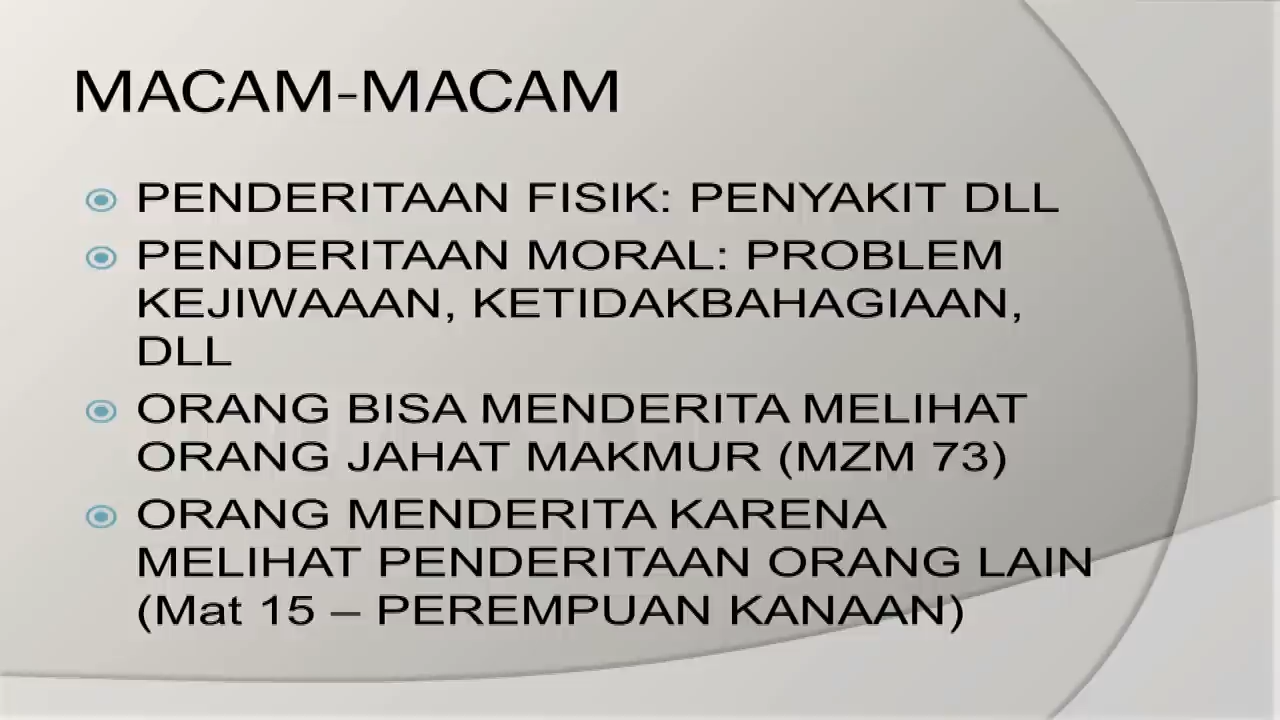 MACAM-MACAM
PENDERITAAN FISIK: PENYAKIT DLL
PENDERITAAN MORAL: PROBLEM
KEJIWAAAN, KETIDAKBAHAGIAAN,
DLL
ORANG BISA MENDERITA MELIHAT
ORANG JAHAT MAKMUR (MZM 73)
ORANG MENDERITA KARENA
MELIHAT PENDERITAAN ORANG LAIN
(Mat 15 – PEREMPUAN KANAAN)